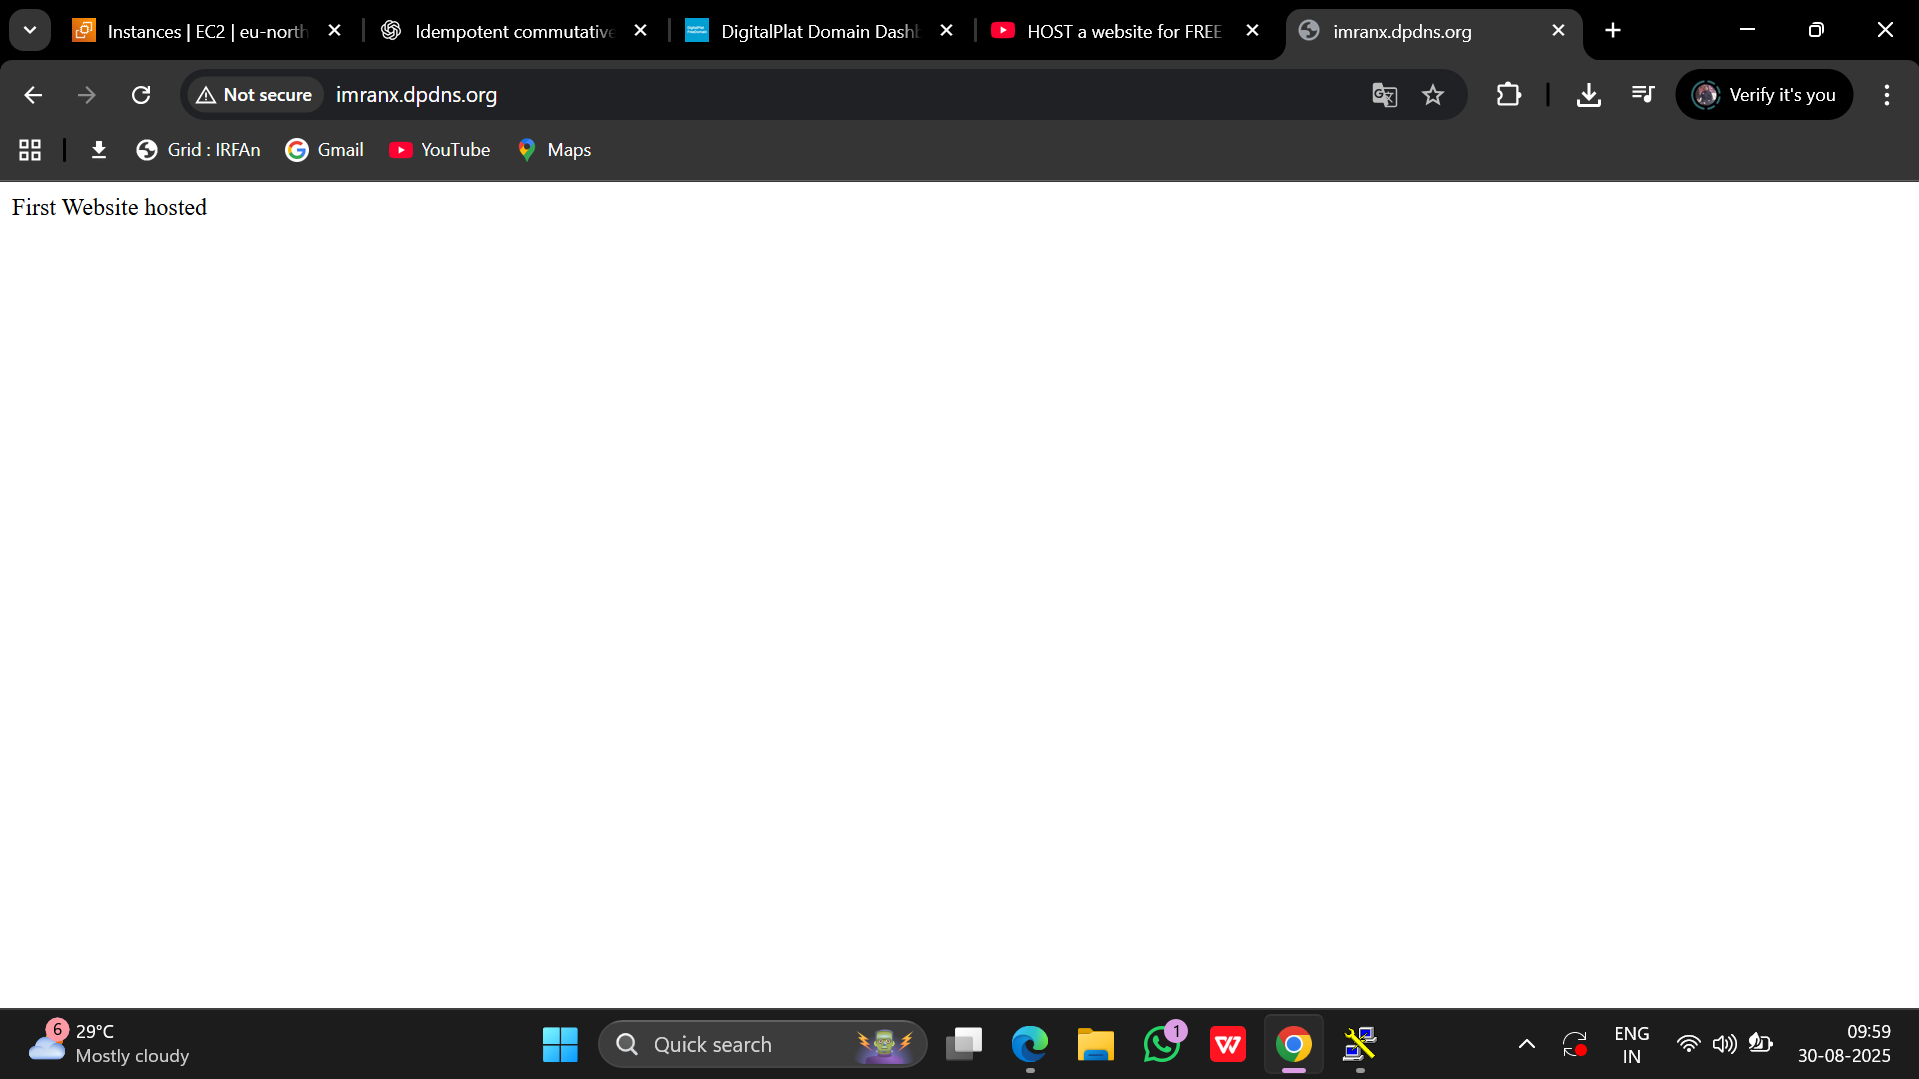 Instances | EC2 | eu-north
Idempotent commutative
DigitalPlat Domain Dashb
HOST a website for FREE
imranx.dpdns.org
Not secure
imranx.dpdns.org
Verify it's you
Grid : IRFAn
Gmail
YouTube
Maps
First Website hosted
6
29°C
Mostly cloudy
Quick search
1
W
ENG
IN
09:59
30-08-2025